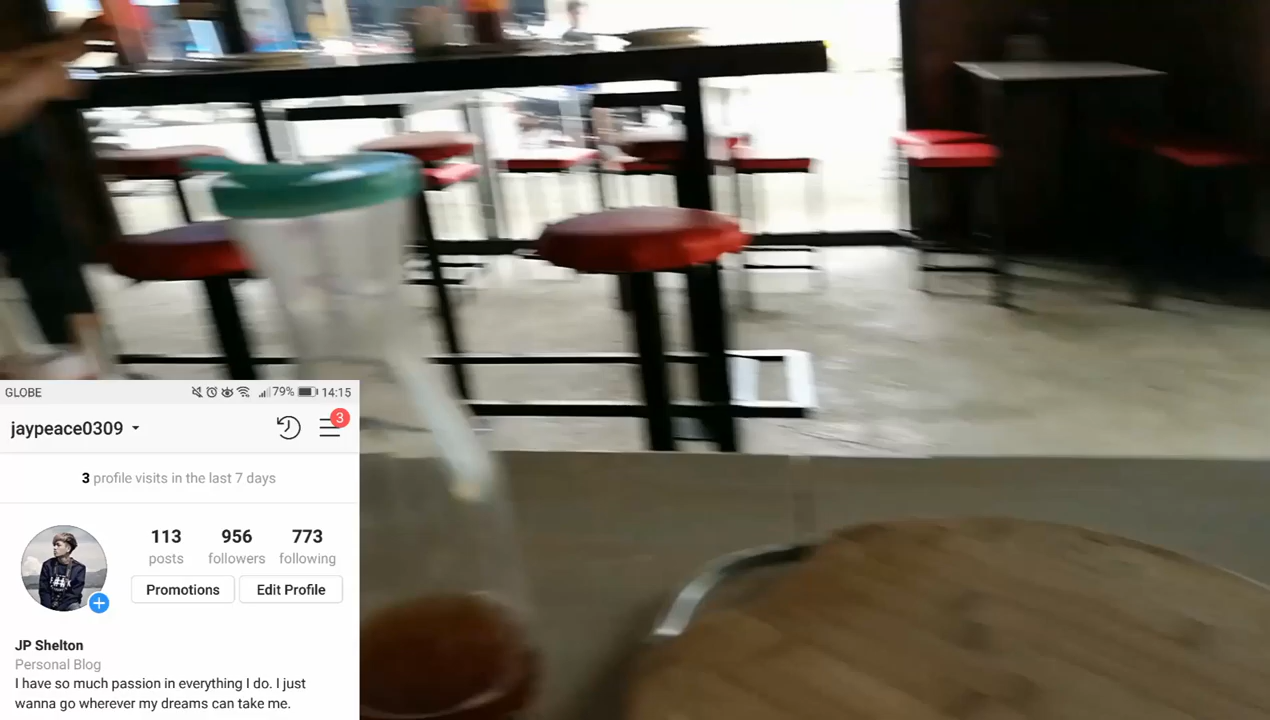 GLOBE 79% 14:15
jaypeace0309
3
3 profile visits in the last 7 days
113 956 773
posts followers following
Promotions Edit Profile
JP Shelton
Personal Blog
I have so much passion in everything I do. I just
wanna go wherever my dreams can take me.